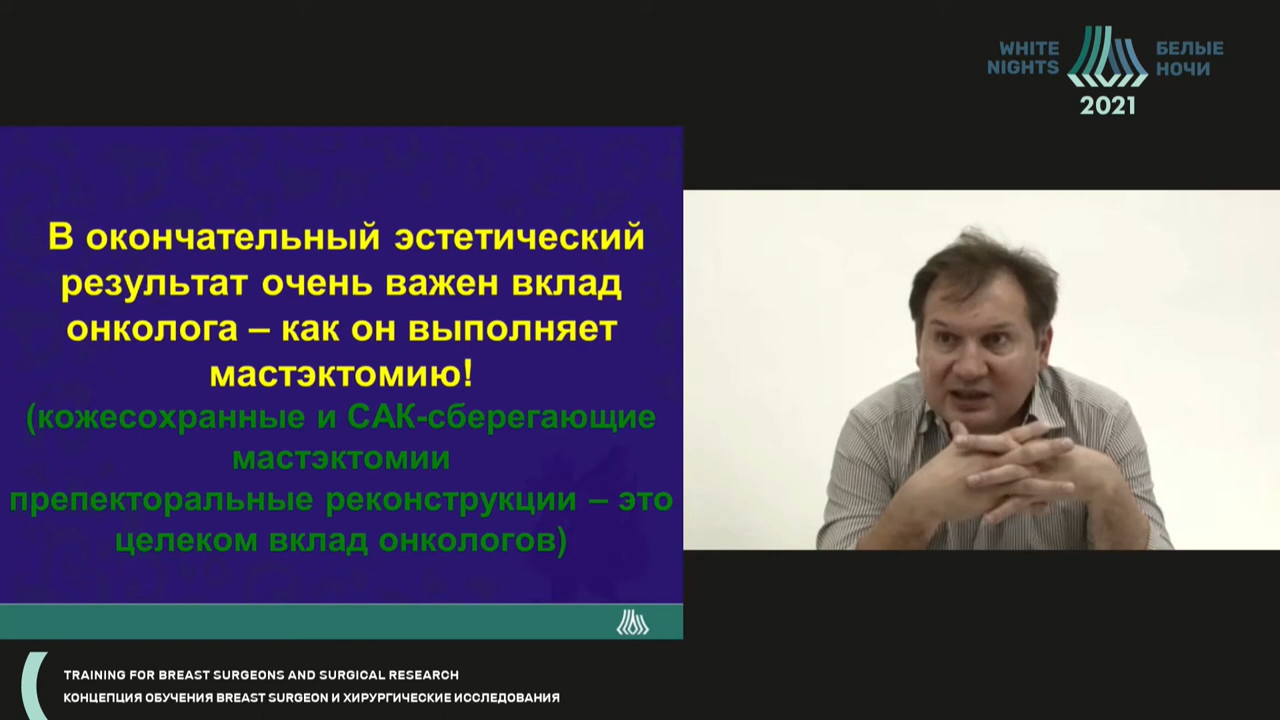 WHITE
NIGHTS
БЕЛЫЕ
НОЧИ
2021
В окончательный эстетический
результат очень важен вклад
онколога – как он выполняет
мастэктомию!
(кожесохранные и САК-сберегающие
мастэктомии
препекторальные реконструкции – это
целеком вклад онкологов)
TRAINING FOR BREAST SURGEONS AND SURGICAL RESEARCH
КОНЦЕПЦИЯ ОБУЧЕНИЯ BREAST SURGEON И ХИРУРГИЧЕСКИЕ ИССЛЕДОВАНИЯ